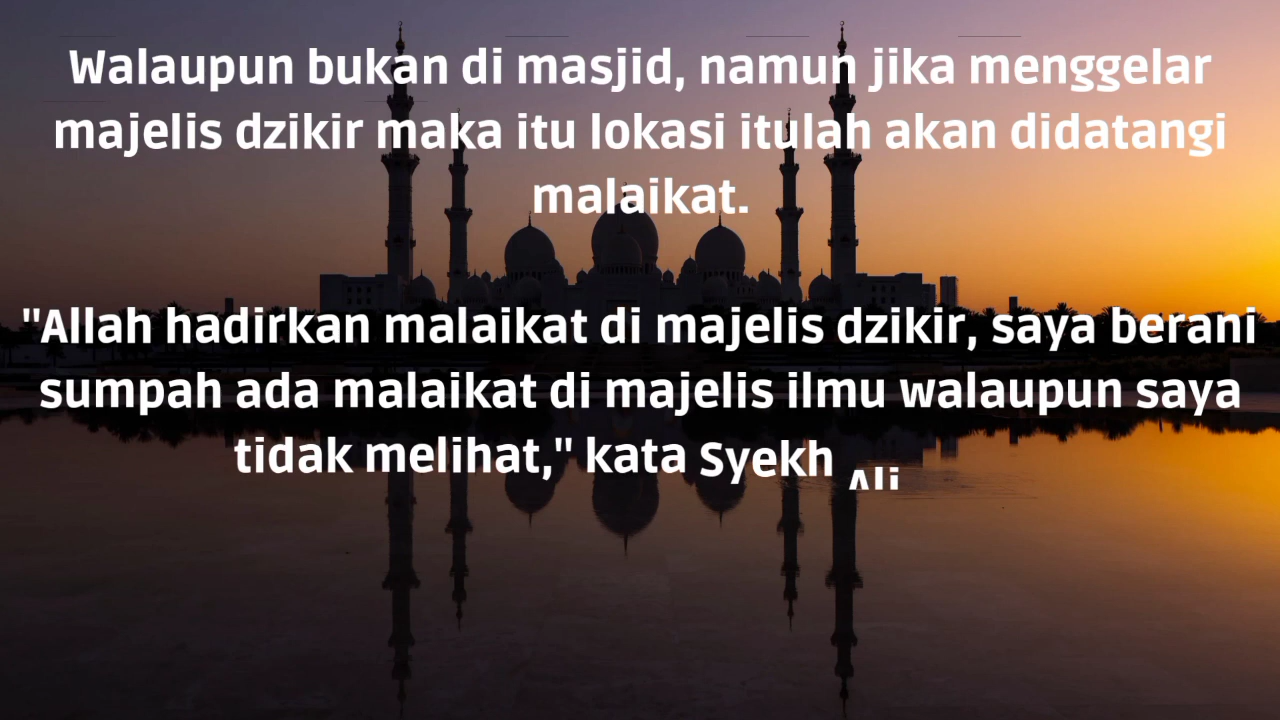 Walaupun bukan di masjid, namun jika menggelar
majelis dzikir maka itu lokasi itulah akan didatangi
malaikat.
"Allah hadirkan malaikat di majelis dzikir, saya berani
sumpah ada malaikat di majelis ilmu walaupun saya
tidak melihat," kata Syekh Ali